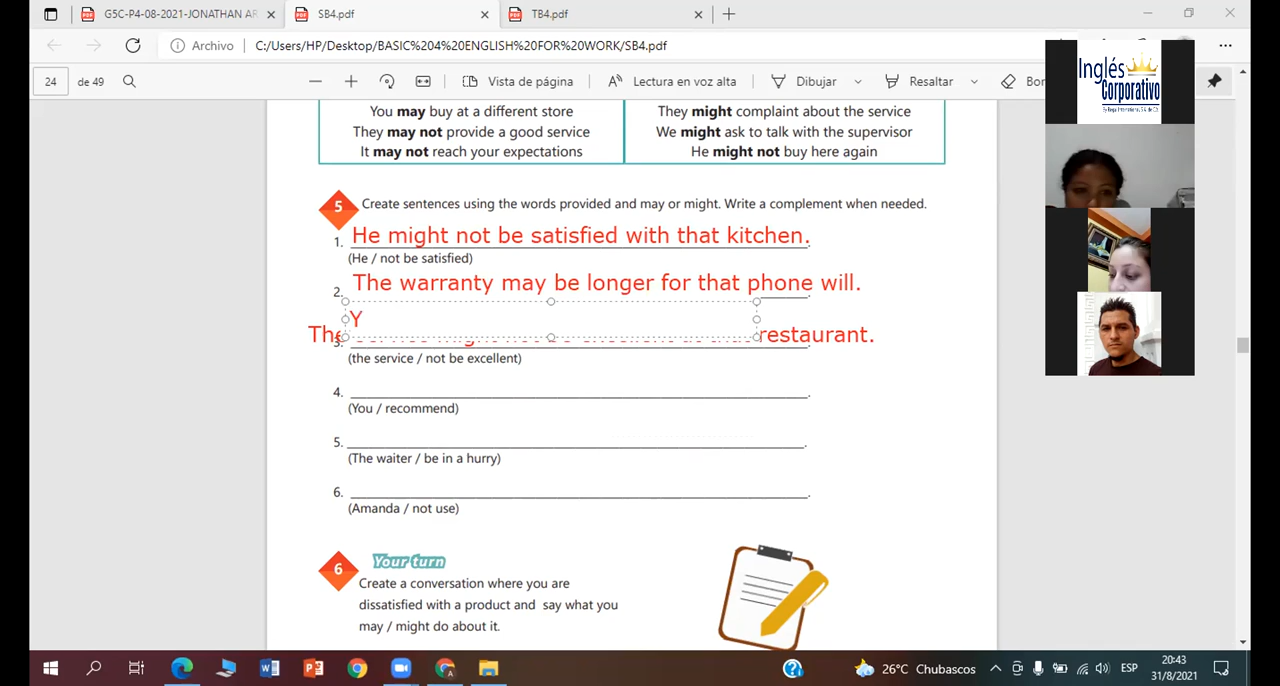 G5C-P4-08-2021-JONATHAN AR
SB4.pdf
TB4.pdf
Archivo
C:/Users/HP/Desktop/BASIC%204%20ENGLISH%20FOR%20WORK/SB4.pdf
24 de 49
Vista de página
Lectura en voz alta
Dibujar
Resaltar
Bor
Inglés
Corporativo
You may buy at a different store
They may not provide a good service
It may not reach your expectations
They might complaint about the service
We might ask to talk with the supervisor
He might not buy here again
5 Create sentences using the words provided and may or might. Write a complement when needed.
1. He might not be satisfied with that kitchen.
(He / not be satisfied)
2. The warranty may be longer for that phone will.
Y
restaurant.
3.
(the service / not be excellent)
4.
(You / recommend)
5.
(The waiter / be in a hurry)
6.
(Amanda / not use)
6 Your turn
Create a conversation where you are
dissatisfied with a product and say what you
may / might do about it.
26°C Chubascos
ESP
20:43
31/8/2021